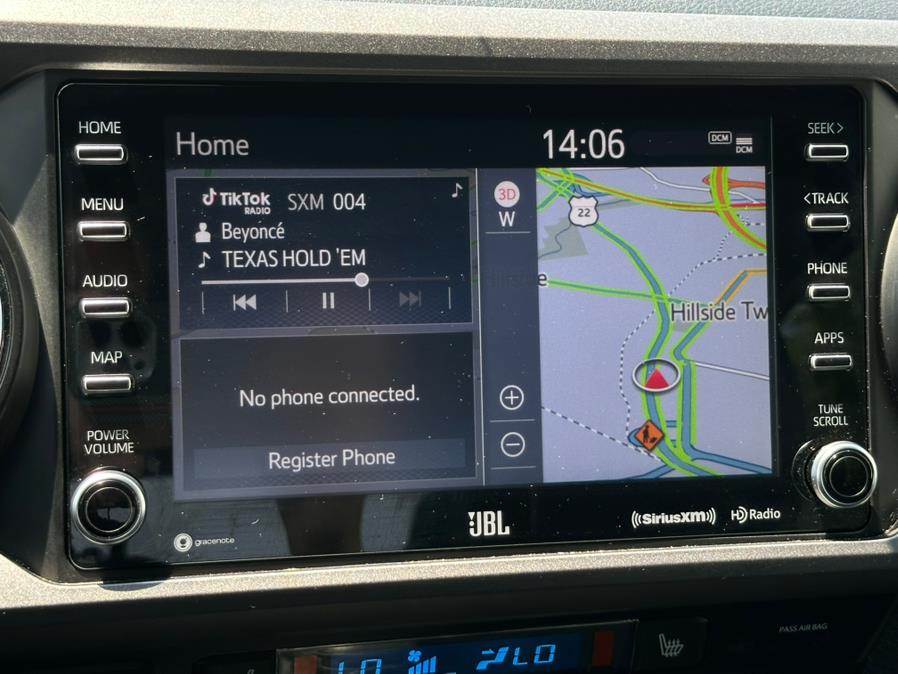 HOME
MENU
AUDIO
MAP
POWER
VOLUME
Home
14:06
DCM
DCM
TikTok
RADIO
SXM 004
Beyoncé
TEXAS HOLD 'EM
No phone connected.
Register Phone
3D
W
22
e
Hillside Tw
SEEK>
<TRACK
PHONE
APPS
TUNE
SCROLL
gracenote
JBL
((SiriusXM))
HD Radio
LO
LO
PASS AIR BAG